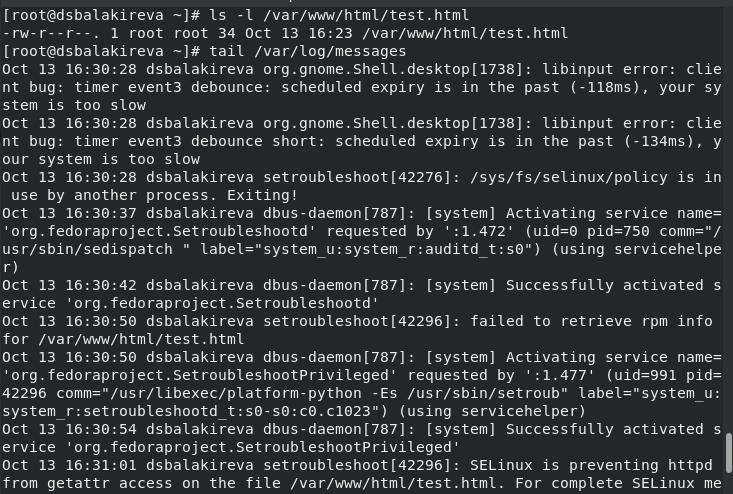 [root@dsbalakireva ~]# ls -l /var/www/html/test.html
-rw-r--r--. 1 root root 34 Oct 13 16:23 /var/www/html/test.html
[root@dsbalakireva ~]# tail /var/log/messages
Oct 13 16:30:28 dsbalakireva org.gnome.Shell.desktop[1738]: libinput error: clie
nt bug: timer event3 debounce: scheduled expiry is in the past (-118ms), your sy
stem is too slow
Oct 13 16:30:28 dsbalakireva org.gnome.Shell.desktop[1738]: libinput error: clie
nt bug: timer event3 debounce short: scheduled expiry is in the past (-134ms), y
our system is too slow
Oct 13 16:30:28 dsbalakireva setroubleshoot[42276]: /sys/fs/selinux/policy is in
 use by another process. Exiting!
Oct 13 16:30:37 dsbalakireva dbus-daemon[787]: [system] Activating service name=
'org.fedoraproject.Setroubleshootd' requested by ':1.472' (uid=0 pid=750 comm="/
usr/sbin/sedispatch " label="system_u:system_r:auditd_t:s0") (using servicehelpe
r)
Oct 13 16:30:42 dsbalakireva dbus-daemon[787]: [system] Successfully activated s
ervice 'org.fedoraproject.Setroubleshootd'
Oct 13 16:30:50 dsbalakireva setroubleshoot[42296]: failed to retrieve rpm info
for /var/www/html/test.html
Oct 13 16:30:50 dsbalakireva dbus-daemon[787]: [system] Activating service name=
'org.fedoraproject.SetroubleshootPrivileged' requested by ':1.477' (uid=991 pid=
42296 comm="/usr/libexec/platform-python -Es /usr/sbin/setroub" label="system_u:
system_r:setroubleshootd_t:s0-s0:c0.c1023") (using servicehelper)
Oct 13 16:30:54 dsbalakireva dbus-daemon[787]: [system] Successfully activated s
ervice 'org.fedoraproject.SetroubleshootPrivileged'
Oct 13 16:31:01 dsbalakireva setroubleshoot[42296]: SELinux is preventing httpd
from getattr access on the file /var/www/html/test.html. For complete SELinux me